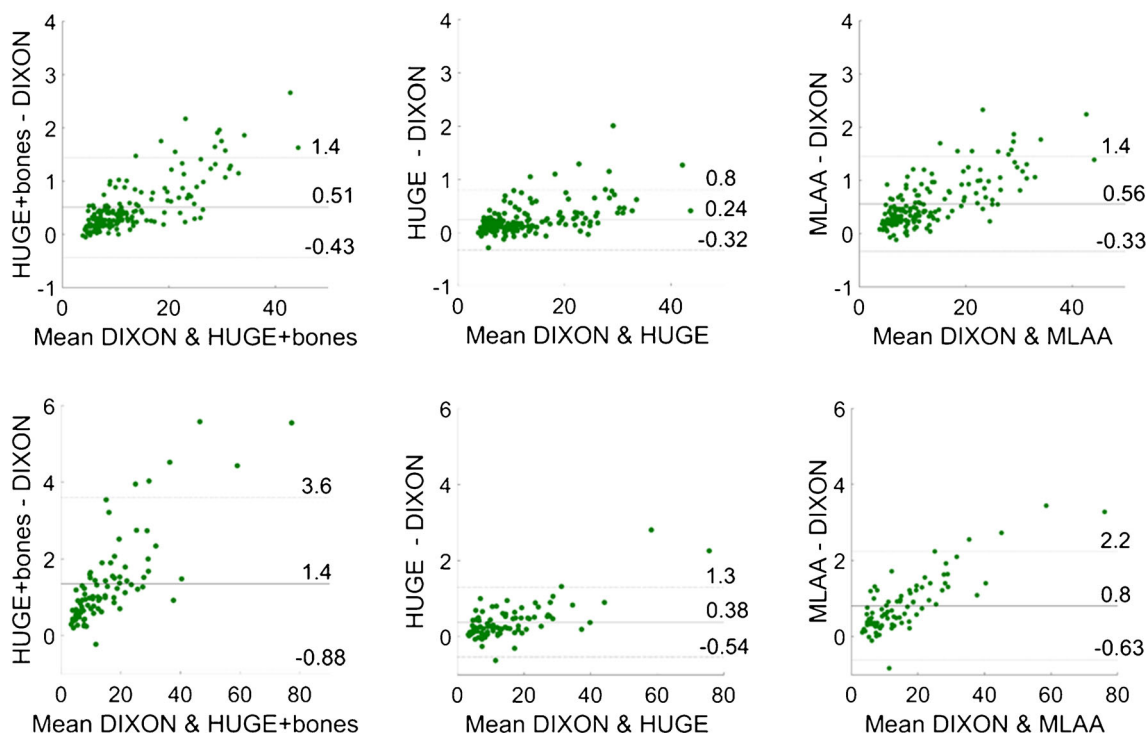 HUGE+bones - DIXON
4
3
2
1
0
-1
1.4
0.51
-0.43
0 20 40
Mean DIXON & HUGE+bones
HUGE - DIXON
4
3
2
1
0
-1
0.8
0.24
-0.32
0 20 40
Mean DIXON & HUGE
MLAA - DIXON
4
3
2
1
0
-1
1.4
0.56
-0.33
0 20 40
Mean DIXON & MLAA
HUGE+bones - DIXON
6
4
2
0
3.6
1.4
-0.88
0 20 40 60 80
Mean DIXON & HUGE+bones
HUGE - DIXON
6
4
2
0
1.3
0.38
-0.54
0 20 40 60 80
Mean DIXON & HUGE
MLAA - DIXON
6
4
2
0
2.2
0.8
-0.63
0 20 40 60 80
Mean DIXON & MLAA